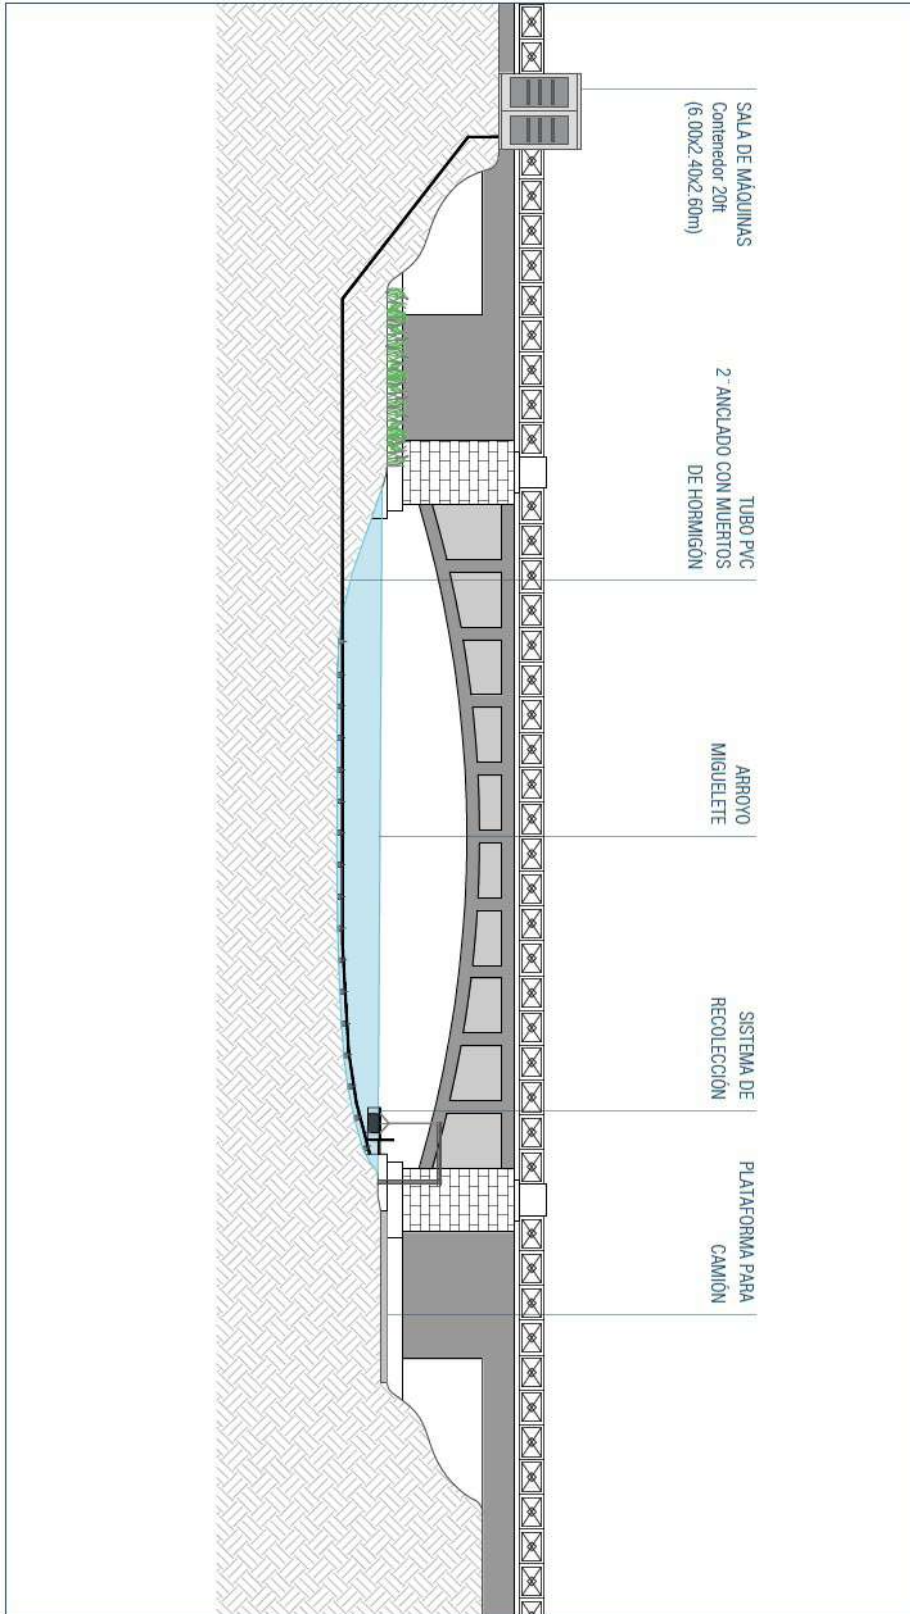 SALA DE MÁQUINAS
Contenedor 20ft
(6.00x2.40x2.60m)
TUBO PVC
2¨ ANCLADO CON MUERTOS
DE HORMIGÓN
ARROYO
MIGUELETE
SISTEMA DE
RECOLECCIÓN
PLATAFORMA PARA
CAMIÓN